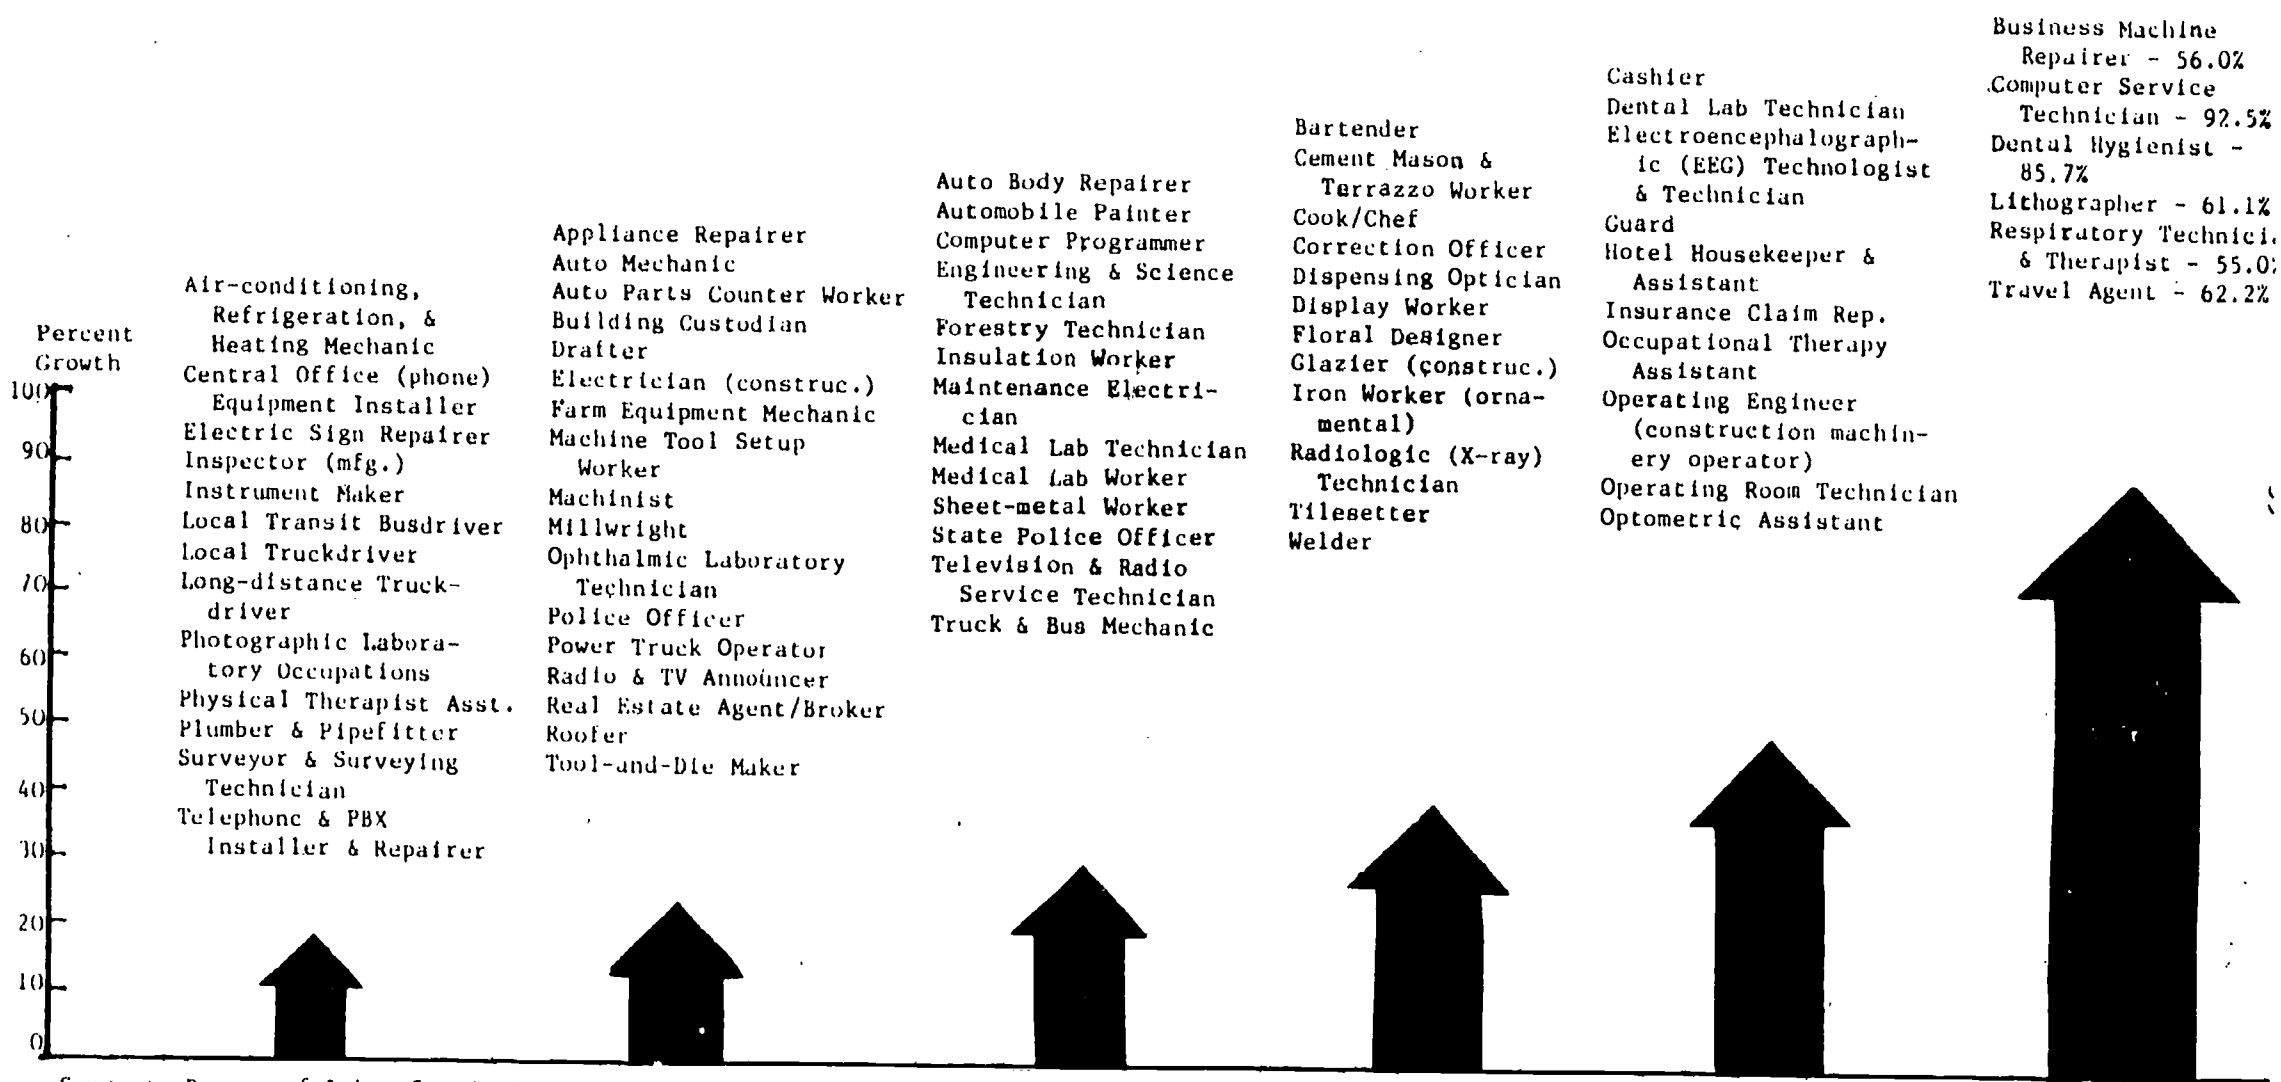 Percent
Growth
100
90
80
70
60
50
40
30
20
10
0
Air-conditioning,
Refrigeration, &
Heating Mechanic
Central Office (phone)
Equipment Installer
Electric Sign Repairer
Inspector (mfg.)
Instrument Maker
Local Transit Busdriver
Local Truckdriver
Long-distance Truck-
driver
Photographic Labora-
tory Occupations
Physical Therapist Asst.
Plumber & Pipefitter
Surveyor & Surveying
Technician
Telephone & PBX
Installer & Repairer
Appliance Repairer
Auto Mechanic
Auto Parts Counter Worker
Building Custodian
Drafter
Electrician (construc.)
Farm Equipment Mechanic
Machine Tool Setup
Worker
Machinist
Millwright
Ophthalmic Laboratory
Technician
Police Officer
Power Truck Operator
Radio & TV Announcer
Real Estate Agent/Broker
Roofer
Tool-and-Die Maker
Auto Body Repairer
Automobile Painter
Computer Programmer
Engineering & Science
Technician
Forestry Technician
Insulation Worker
Maintenance Electri-
cian
Medical Lab Technician
Medical Lab Worker
Sheet-metal Worker
State Police Officer
Television & Radio
Service Technician
Truck & Bus Mechanic
Bartender
Cement Mason &
Terrazzo Worker
Cook/Chef
Correction Officer
Dispensing Optician
Display Worker
Floral Designer
Glazier (construc.)
Iron Worker (orna-
mental)
Radiologic (X-ray)
Technician
Tilesetter
Welder
Cashier
Dental Lab Technician
Electroencephalograph-
ic (EEG) Technologist
& Technician
Guard
Hotel Housekeeper &
Assistant
Insurance Claim Rep.
Occupational Therapy
Assistant
Operating Engineer
(construction machin-
ery operator)
Operating Room Technician
Optometric Assistant
Business Machine
Repairer - 56.0%
Computer Service
Technician - 92.5%
Dental Hygienist -
85.7%
Lithographer - 61.1%
Respiratory Technici
& Therapist - 55.0%
Travel Agent - 62.2%